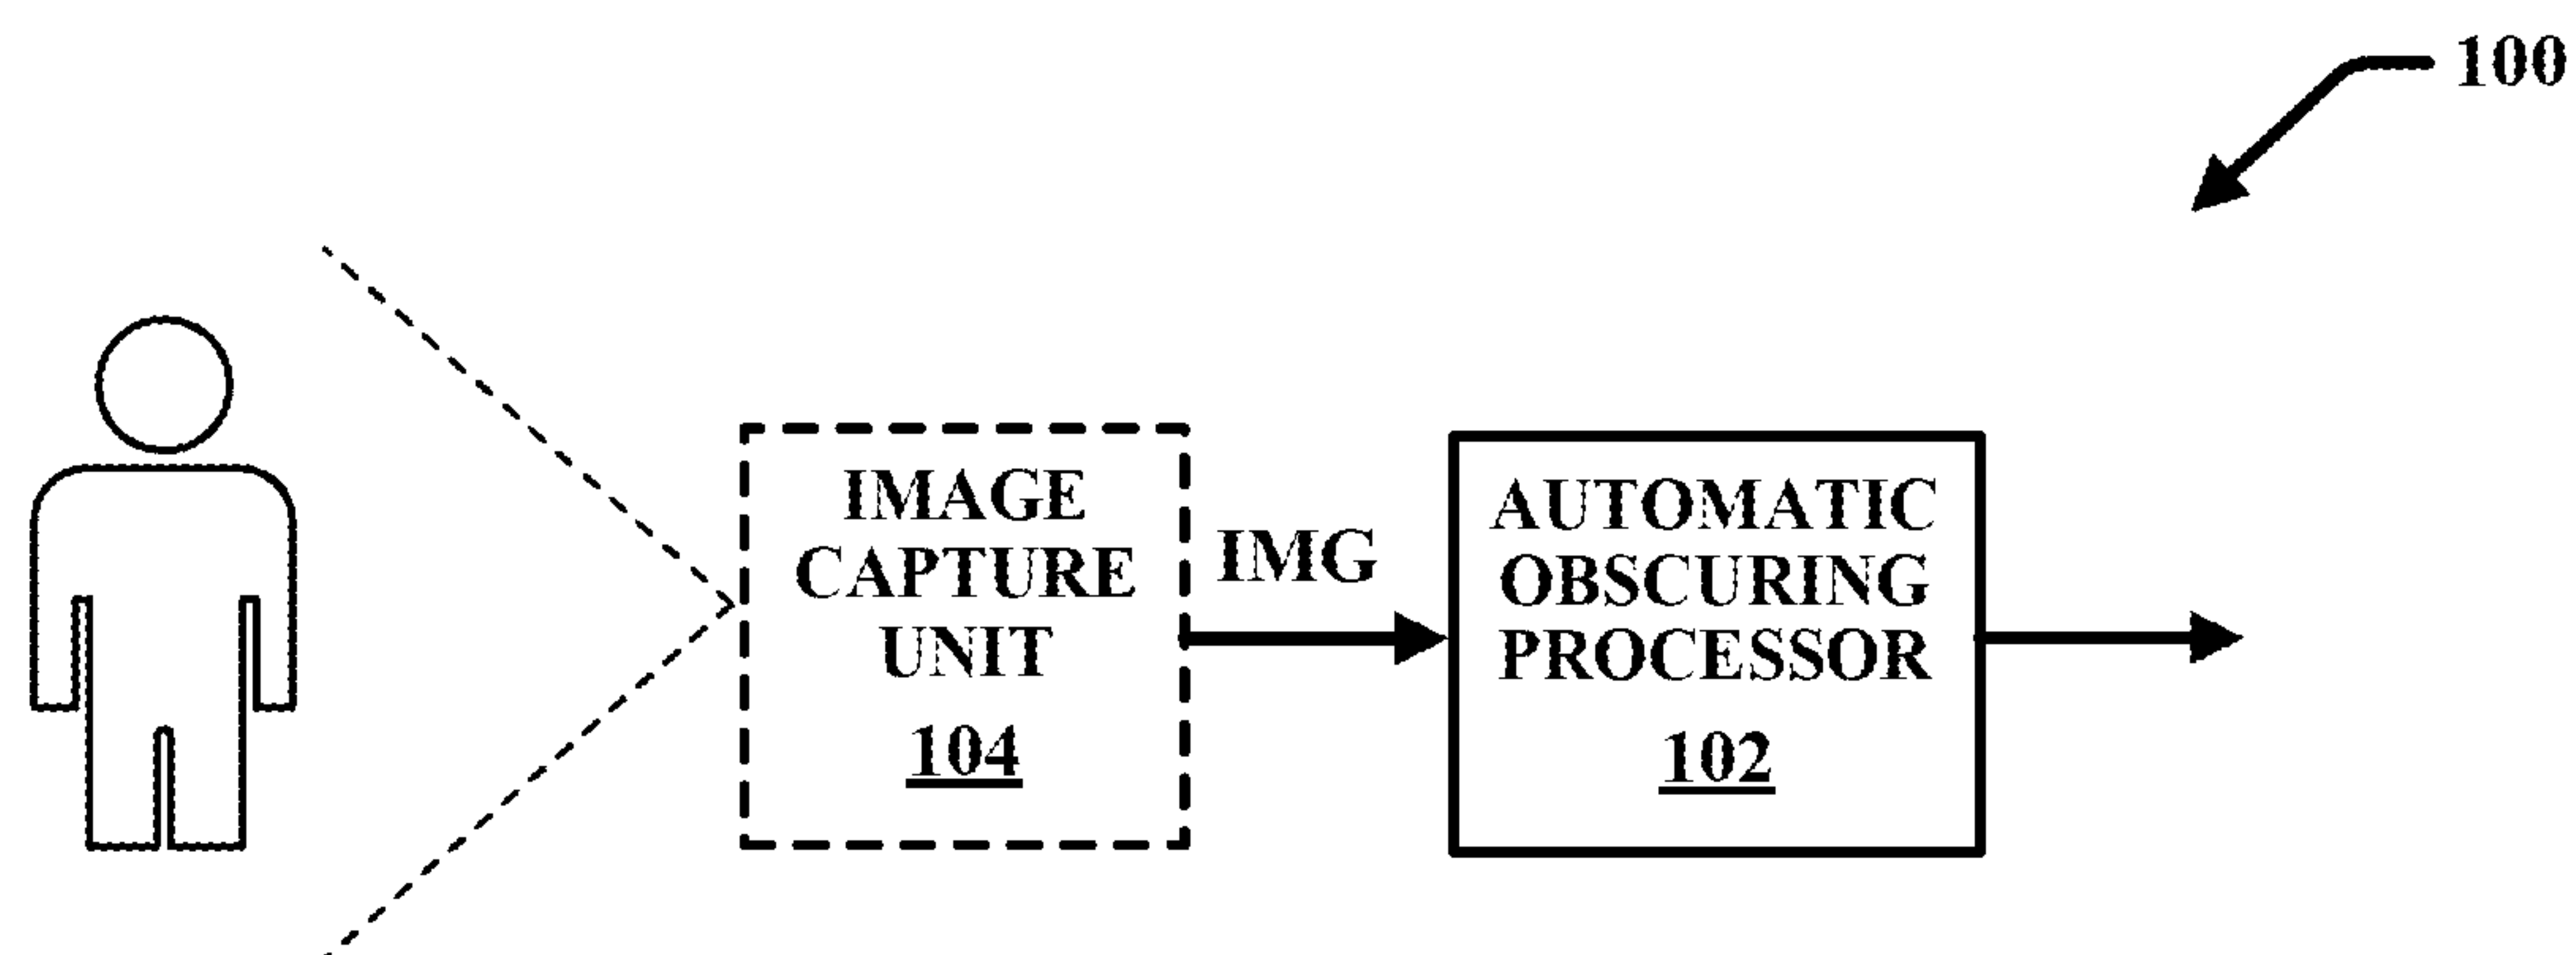 100
IMAGE
CAPTURE
UNIT
104
IMG
AUTOMATIC
OBSCURING
PROCESSOR
102